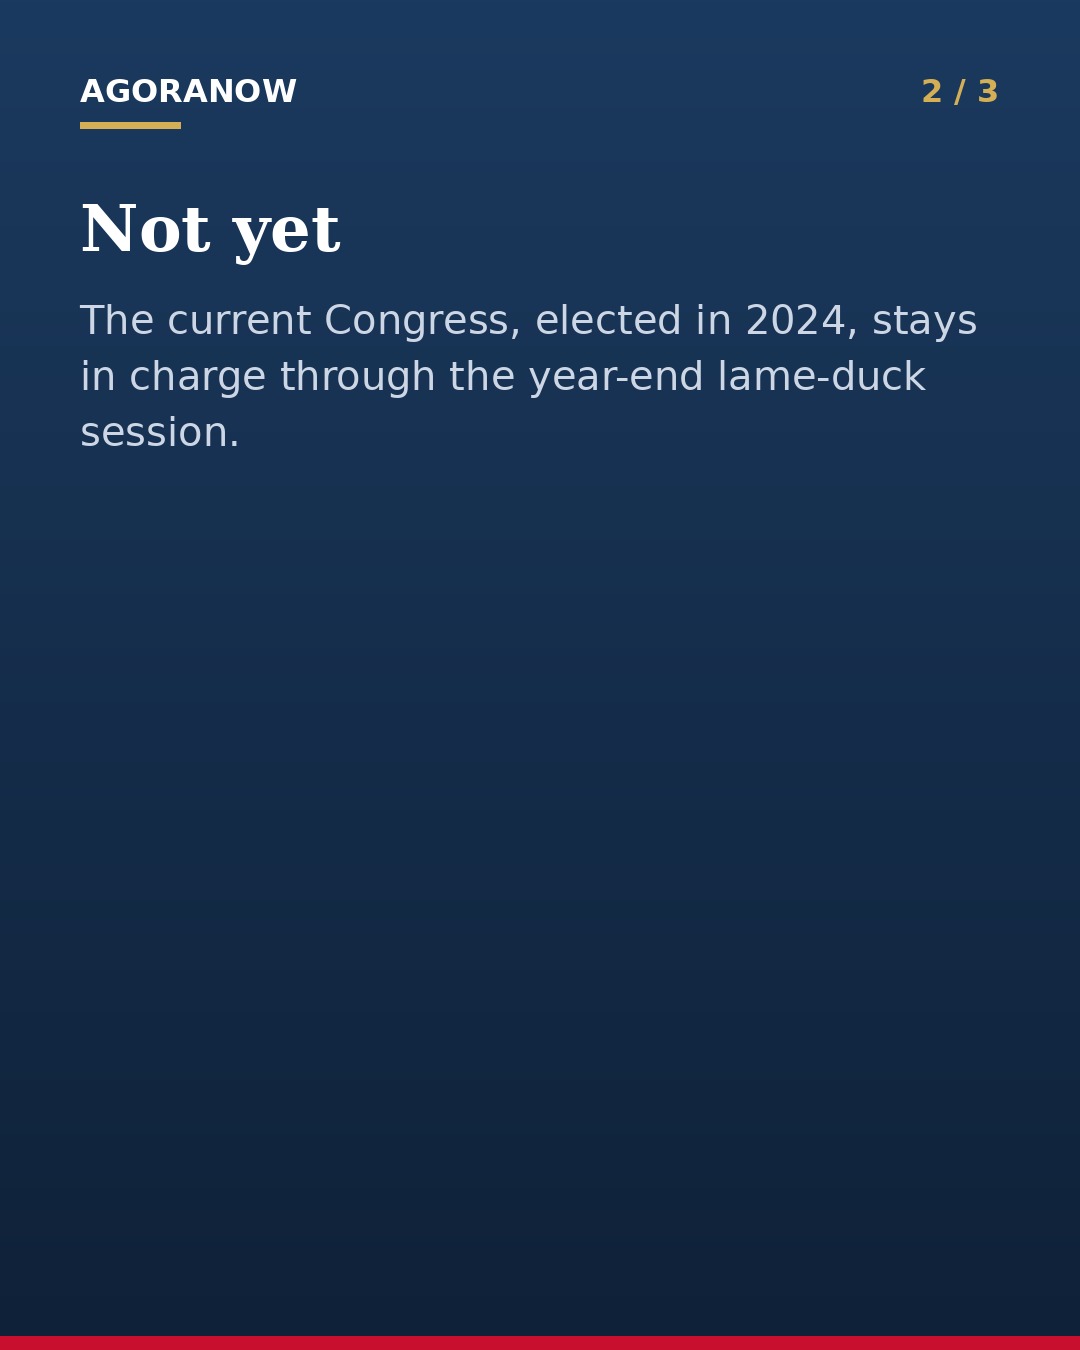 AGORANOW
2 / 3
Not yet
The current Congress, elected in 2024, stays
in charge through the year-end lame-duck
session.